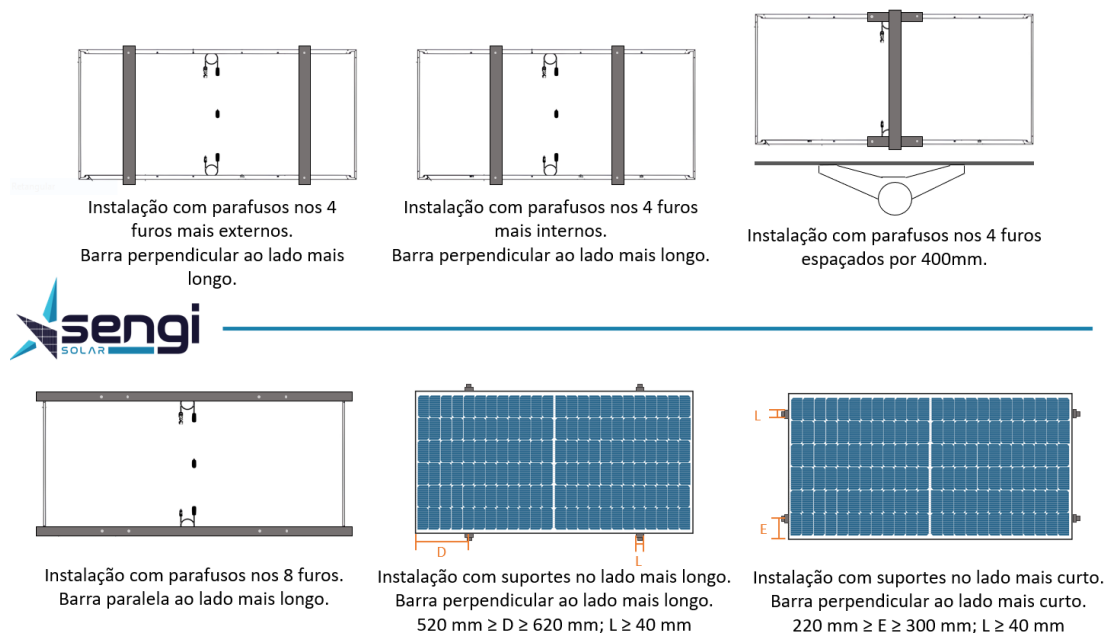 Instalação com parafusos nos 4
furos mais externos.
Barra perpendicular ao lado mais
longo.
Instalação com parafusos nos 4 furos
mais internos.
Barra perpendicular ao lado mais longo.
Instalação com parafusos nos 4 furos
espaçados por 400mm.
sengi
SOLAR
Instalação com parafusos nos 8 furos.
Barra paralela ao lado mais longo.
D
L
Instalação com suportes no lado mais longo.
Barra perpendicular ao lado mais longo.
520 mm ≥ D ≥ 620 mm; L ≥ 40 mm
L
E
Instalação com suportes no lado mais curto.
Barra perpendicular ao lado mais curto.
220 mm ≥ E ≥ 300 mm; L ≥ 40 mm